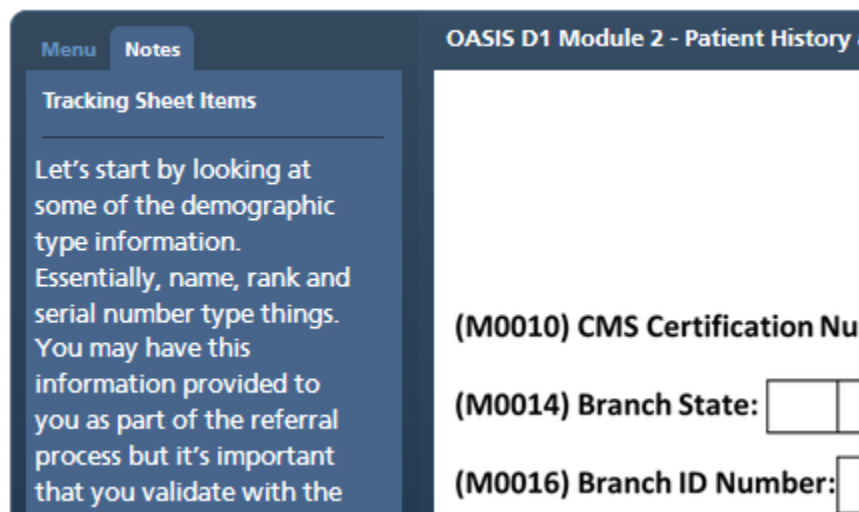 Menu Notes
OASIS D1 Module 2 - Patient History
Tracking Sheet Items
Let's start by looking at
some of the demographic
type information.
Essentially, name, rank and
serial number type things.
You may have this
information provided to
you as part of the referral
process but it's important
that you validate with the
(M0010) CMS Certification Nu
(M0014) Branch State:
(M0016) Branch ID Number: